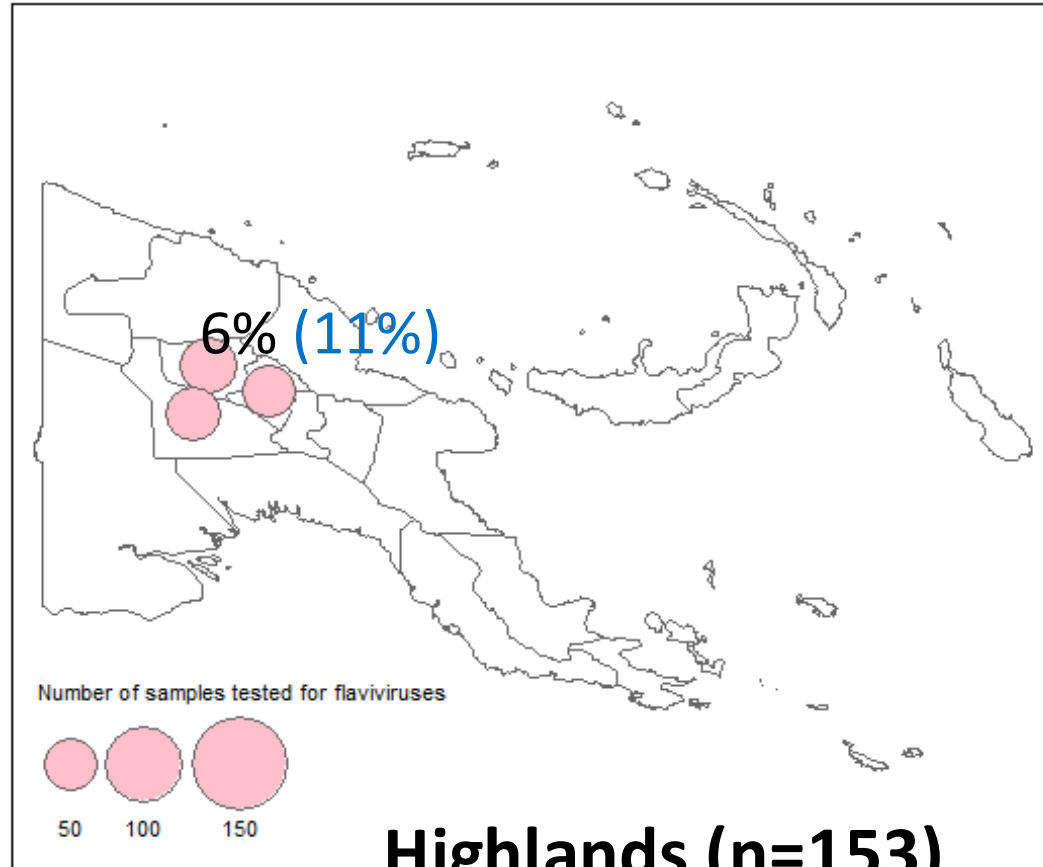 6% (11%)
Number of samples tested for flaviviruses
50 100 150
Highlands (n=153)